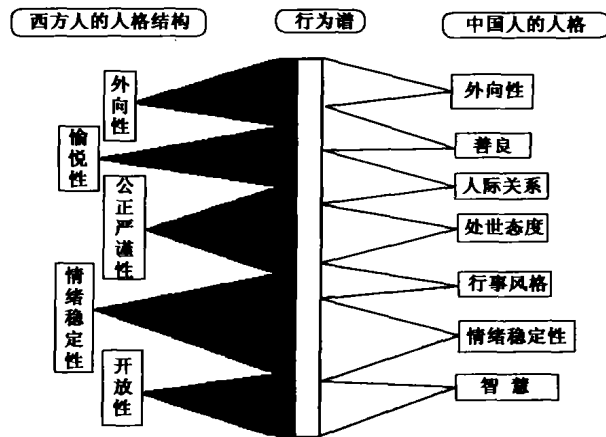 西方人的人格结构
行为谱
中国人的人格
外向性
愉悦性
公正严谨性
情绪稳定性
开放性
外向性
善良
人际关系
处世态度
行事风格
情绪稳定性
智慧